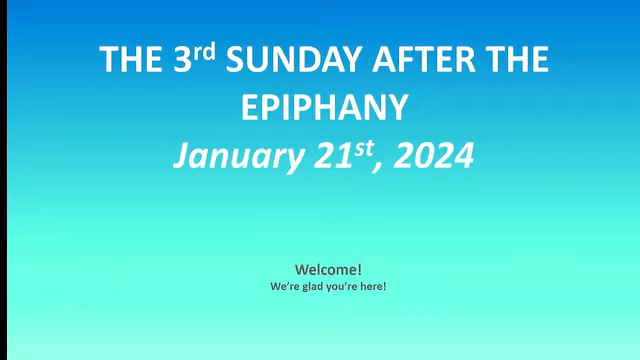 THE 3rd SUNDAY AFTER THE
EPIPHANY
January 21st, 2024
Welcome!
We're glad you're here!